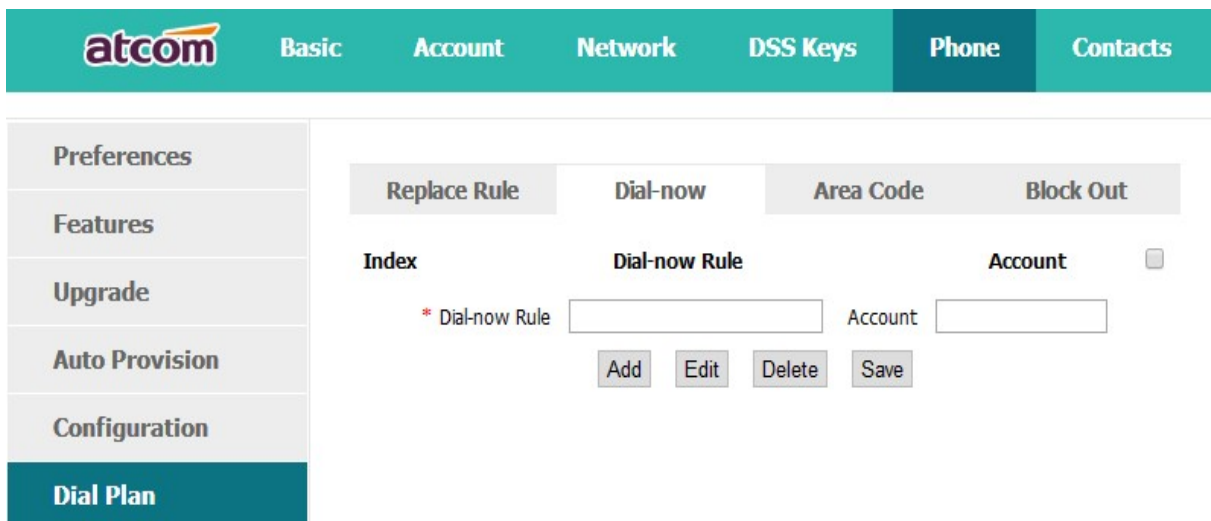 atcom Basic Account Network DSS Keys Phone Contacts
Preferences
Features
Upgrade
Auto Provision
Configuration
Dial Plan
Replace Rule Dial-now Area Code Block Out
Index Dial-now Rule Account
* Dial-now Rule Account
Add Edit Delete Save